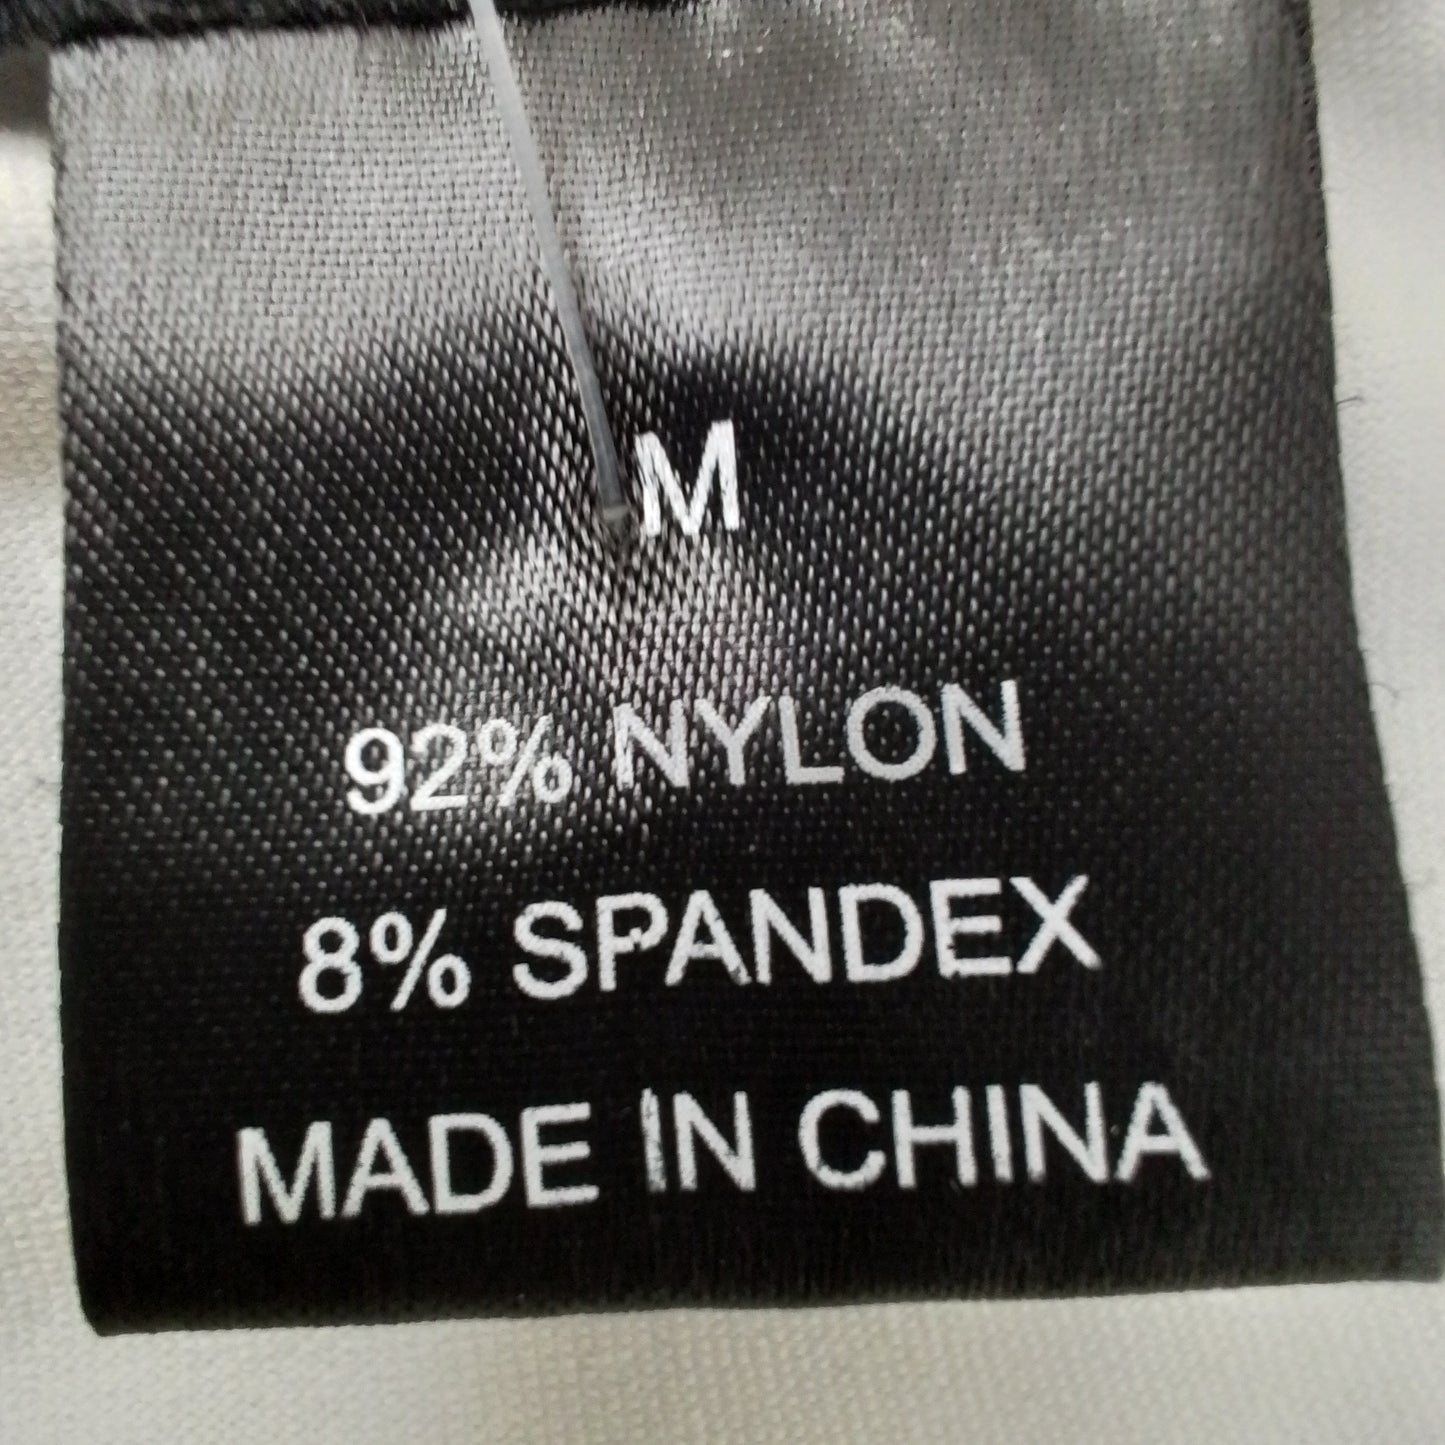 M
92% NYLON
8% SPANDEX
MADE IN CHINA